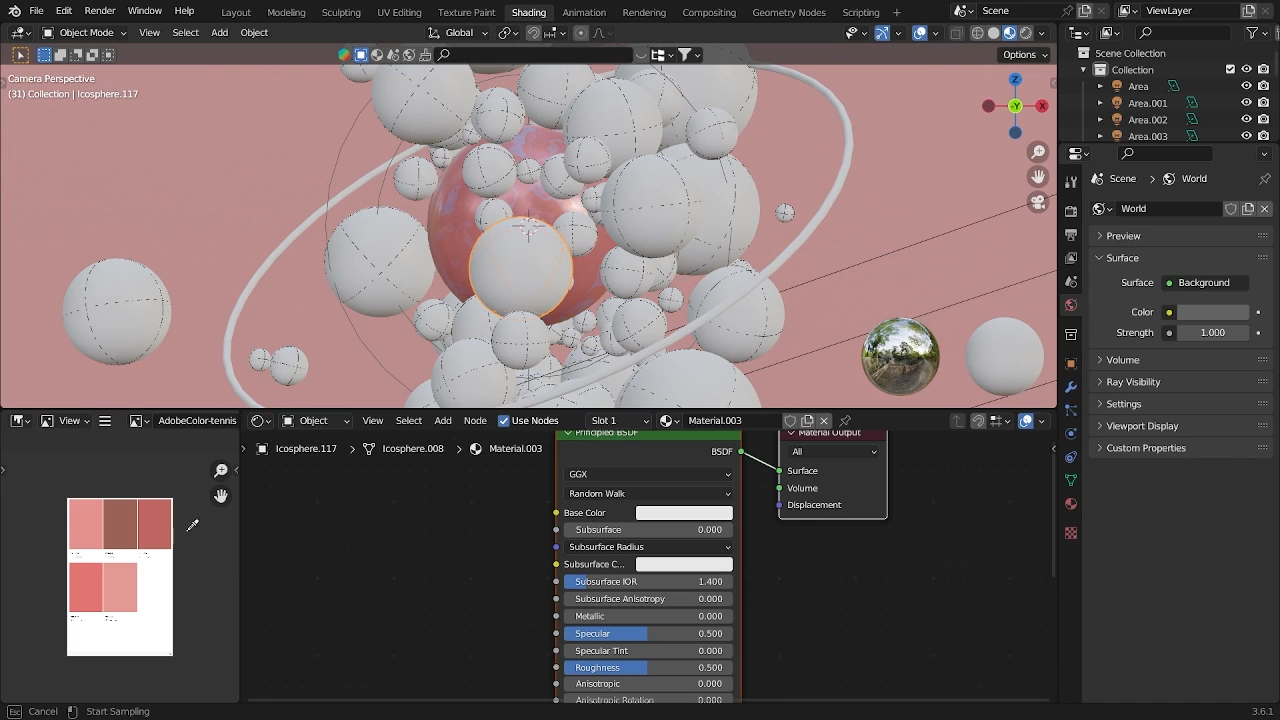 File Edit Render Window Help Layout Modeling Sculpting UV Editing Texture Paint Shading Animation Rendering Compositing Geometry Nodes Scripting + Scene ViewLayer
Object Mode View Select Add Object Global
Options
Camera Perspective
(31) Collection | Icosphere.117
Z
-Y
X
Scene Collection
Collection
Area
Area.001
Area.002
Area.003
Scene > World
World
Preview
Surface
Surface Background
Color
Strength 1.000
Volume
Ray Visibility
Settings
Viewport Display
Custom Properties
View AdobeColor-tennis
Object View Select Add Node Use Nodes Slot 1 Material.003
Icosphere.117 > Icosphere.008 > Material.003
Principled BSDF
BSDF
GGX
Random Walk
Base Color
Subsurface 0.000
Subsurface Radius
Subsurface C...
Subsurface IOR 1.400
Subsurface Anisotropy 0.000
Metallic 0.000
Specular 0.500
Specular Tint 0.000
Roughness 0.500
Anisotropic 0.000
Anisotropic Rotation 0.000
Material Output
All
Surface
Volume
Displacement
Esc Cancel Start Sampling 3.6.1